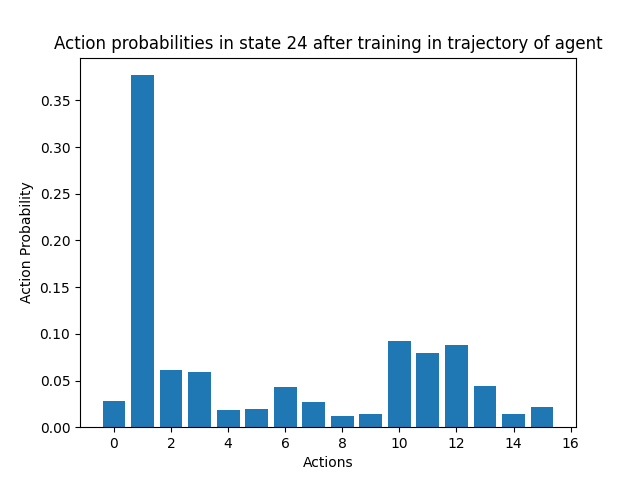 Action probabilities in state 24 after training in trajectory of agent
0.35
0.30
0.25
0.20
0.15
0.10
0.05
0.00
Action Probability
0 2 4 6 8 10 12 14 16
Actions